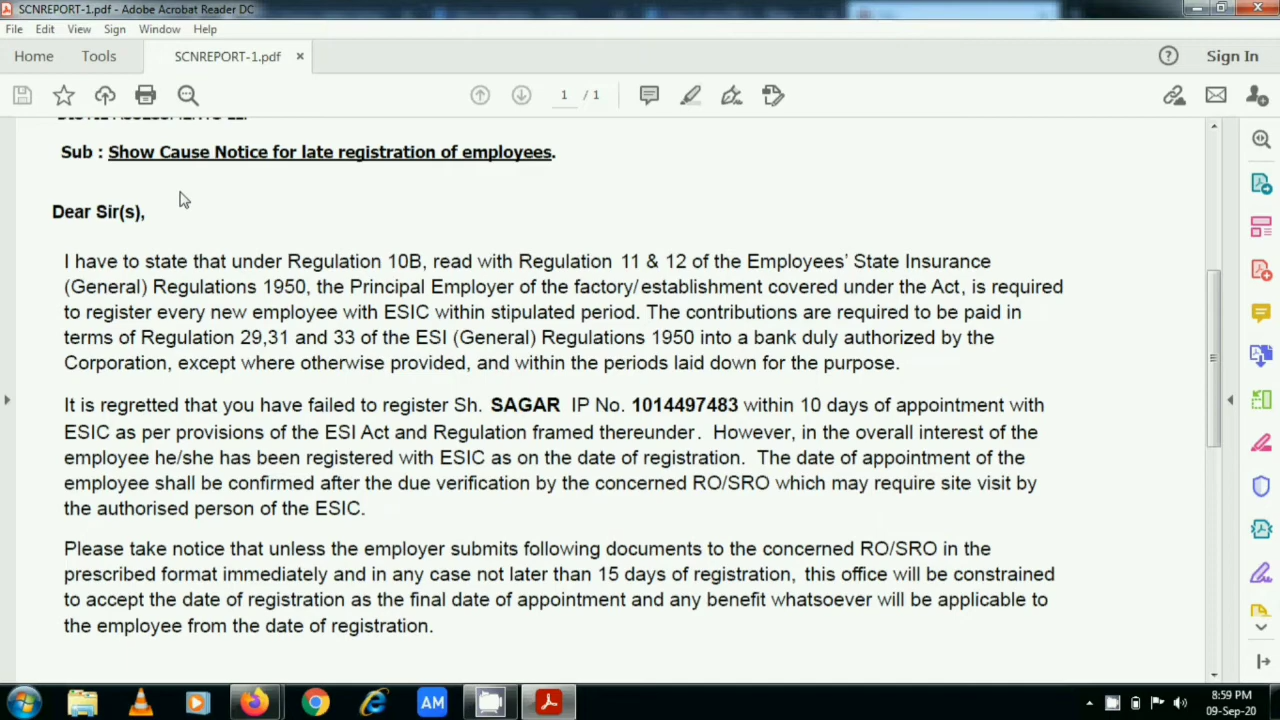 SCNREPORT-1.pdf - Adobe Acrobat Reader DC
File Edit View Sign Window Help
Home Tools SCNREPORT-1.pdf × Sign In
1 / 1
Sub : Show Cause Notice for late registration of employees.
Dear Sir(s),
I have to state that under Regulation 10B, read with Regulation 11 & 12 of the Employees' State Insurance
(General) Regulations 1950, the Principal Employer of the factory/establishment covered under the Act, is required
to register every new employee with ESIC within stipulated period. The contributions are required to be paid in
terms of Regulation 29,31 and 33 of the ESI (General) Regulations 1950 into a bank duly authorized by the
Corporation, except where otherwise provided, and within the periods laid down for the purpose.
It is regretted that you have failed to register Sh. SAGAR IP No. 1014497483 within 10 days of appointment with
ESIC as per provisions of the ESI Act and Regulation framed thereunder. However, in the overall interest of the
employee he/she has been registered with ESIC as on the date of registration. The date of appointment of the
employee shall be confirmed after the due verification by the concerned RO/SRO which may require site visit by
the authorised person of the ESIC.
Please take notice that unless the employer submits following documents to the concerned RO/SRO in the
prescribed format immediately and in any case not later than 15 days of registration, this office will be constrained
to accept the date of registration as the final date of appointment and any benefit whatsoever will be applicable to
the employee from the date of registration.
AM
8:59 PM
09-Sep-20